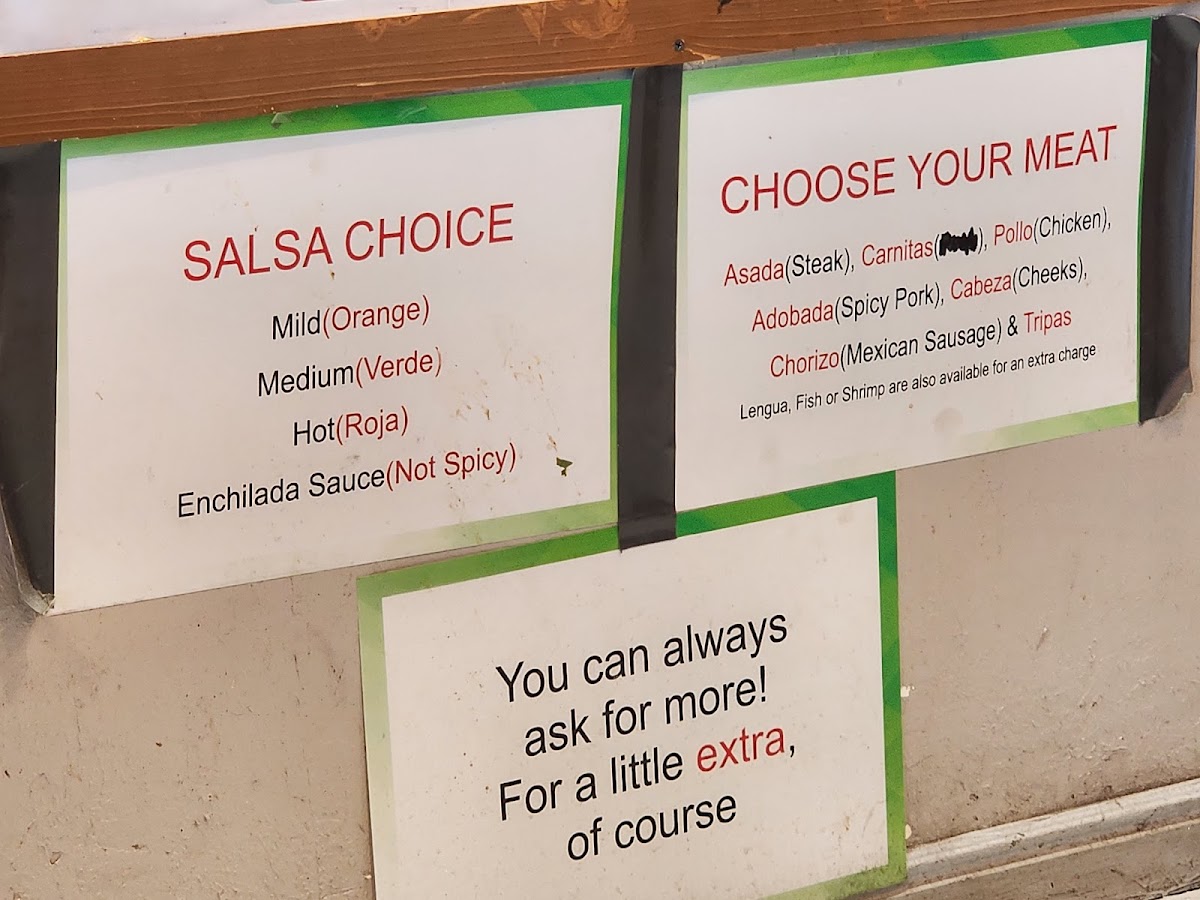 SALSA CHOICE
Mild(Orange)
Medium(Verde)
Hot(Roja)
Enchilada Sauce(Not Spicy)
CHOOSE YOUR MEAT
Asada(Steak), Carnitas( ), Pollo(Chicken),
Adobada(Spicy Pork), Cabeza(Cheeks),
Chorizo(Mexican Sausage) & Tripas
Lengua, Fish or Shrimp are also available for an extra charge
You can always
ask for more!
For a little extra,
of course